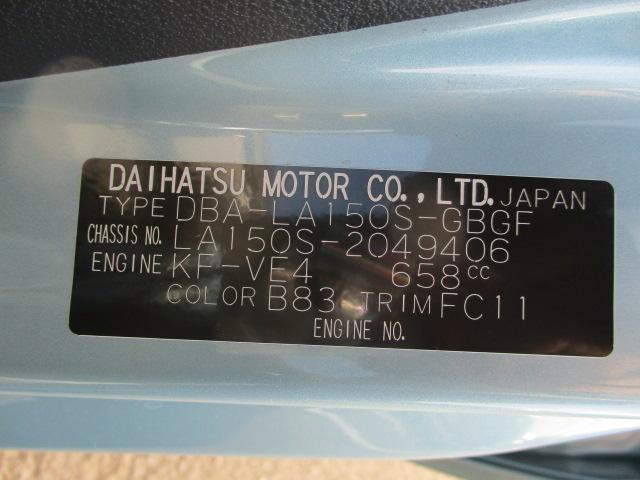 DAIHATSU MOTOR CO., LTD. JAPAN
TYPE DBA-LA150S-GBGF
CHASSIS NO. LA150S-2049406
ENGINE KF-VE4 658cc
COLOR B83 TRIM FC11
ENGINE NO.